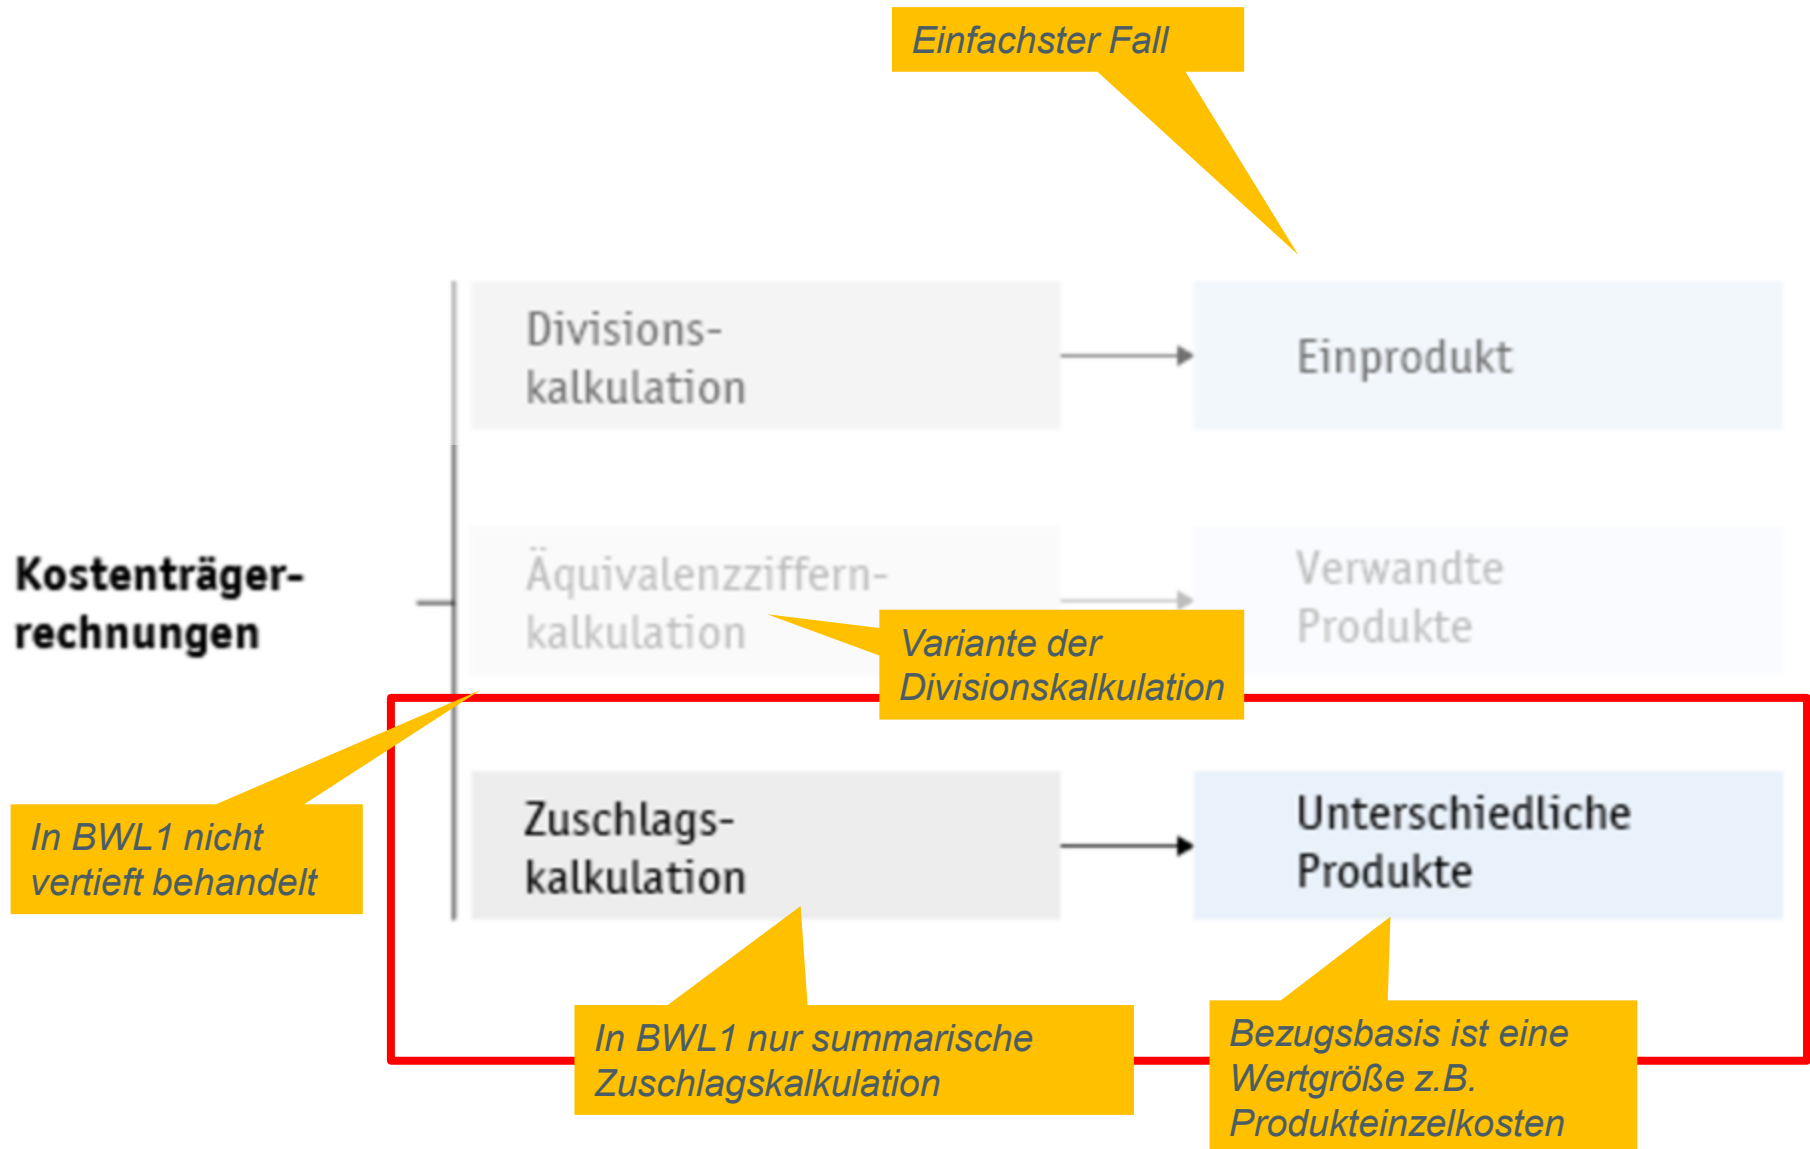 Einfachster Fall
Divisions-
kalkulation
Einprodukt
Kostenträger-
rechnungen
Äquivalenzziffern-
kalkulation
Verwandte
Produkte
Variante der
Divisionskalkulation
In BWL1 nicht
vertieft behandelt
Zuschlags-
kalkulation
Unterschiedliche
Produkte
In BWL1 nur summarische
Zuschlagskalkulation
Bezugsbasis ist eine
Wertgröße z.B.
Produkteinzelkosten